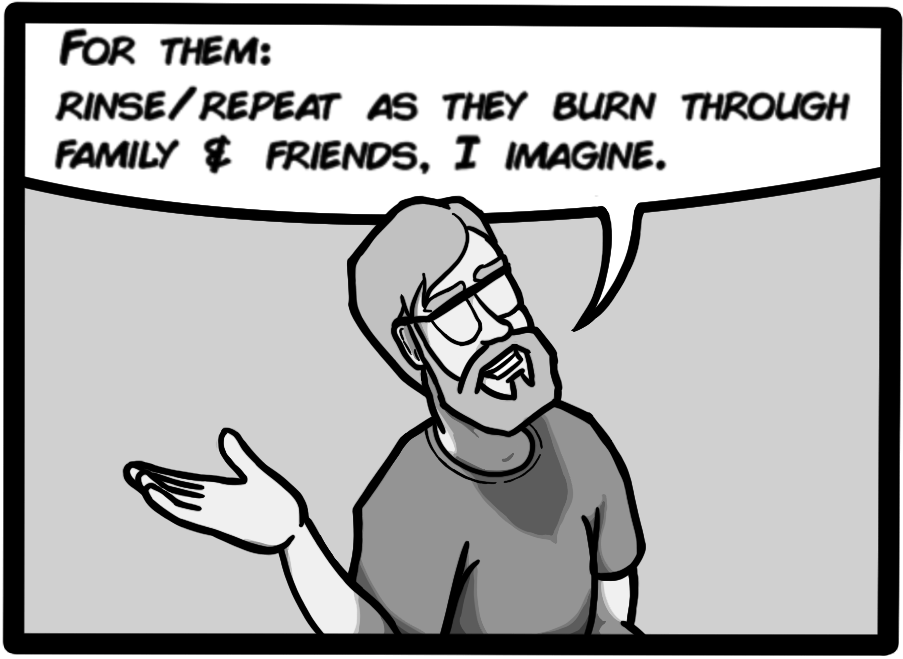 FOR THEM:
RINSE/REPEAT AS THEY BURN THROUGH
FAMILY & FRIENDS, I IMAGINE.